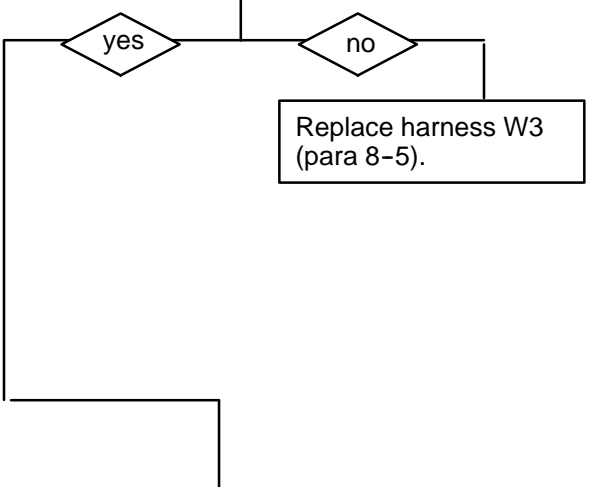 yes
no
Replace harness W3
(para 8-5).